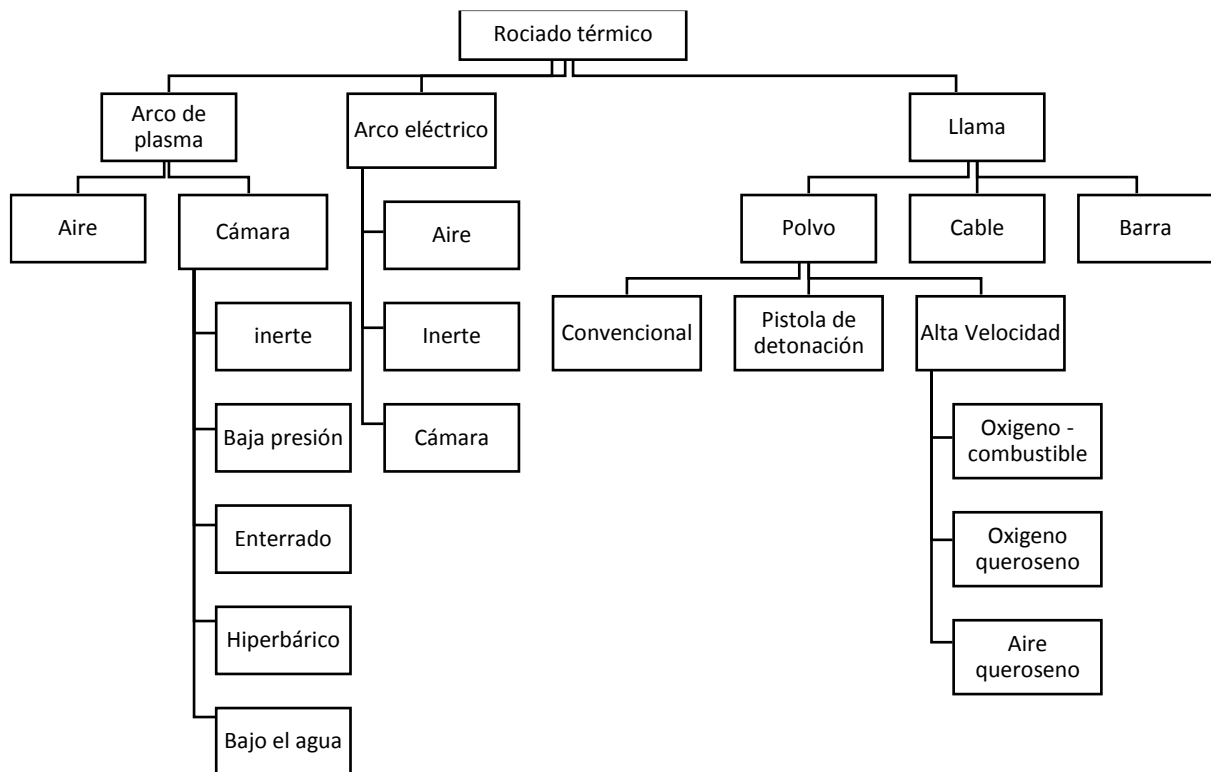 Rociado térmico
Arco de
plasma
Arco eléctrico
Llama
Aire
Cámara
Aire
Polvo
Cable
Barra
inerte
Inerte
Convencional
Pistola de
detonación
Alta Velocidad
Baja presión
Cámara
Oxigeno -
combustible
Enterrado
Oxigeno
queroseno
Hiperbárico
Aire
queroseno
Bajo el agua